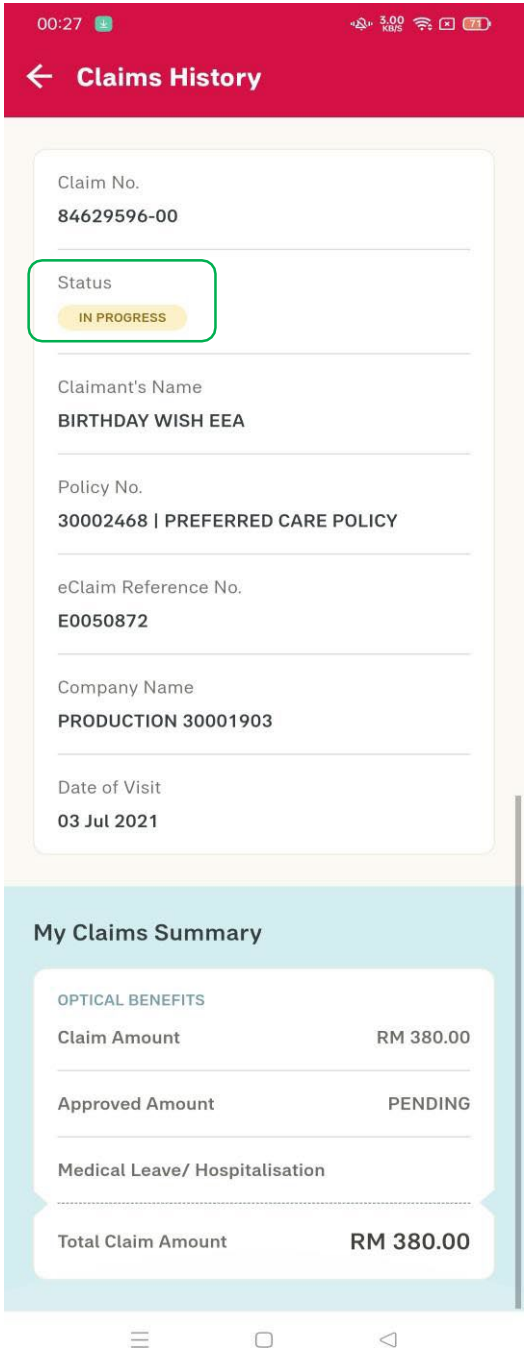 00:27
3.00
KB/S
71
Claims History
Claim No.
84629596-00
Status
IN PROGRESS
Claimant's Name
BIRTHDAY WISH EEA
Policy No.
30002468 | PREFERRED CARE POLICY
eClaim Reference No.
E0050872
Company Name
PRODUCTION 30001903
Date of Visit
03 Jul 2021
My Claims Summary
OPTICAL BENEFITS
Claim Amount RM 380.00
Approved Amount PENDING
Medical Leave/ Hospitalisation
Total Claim Amount RM 380.00